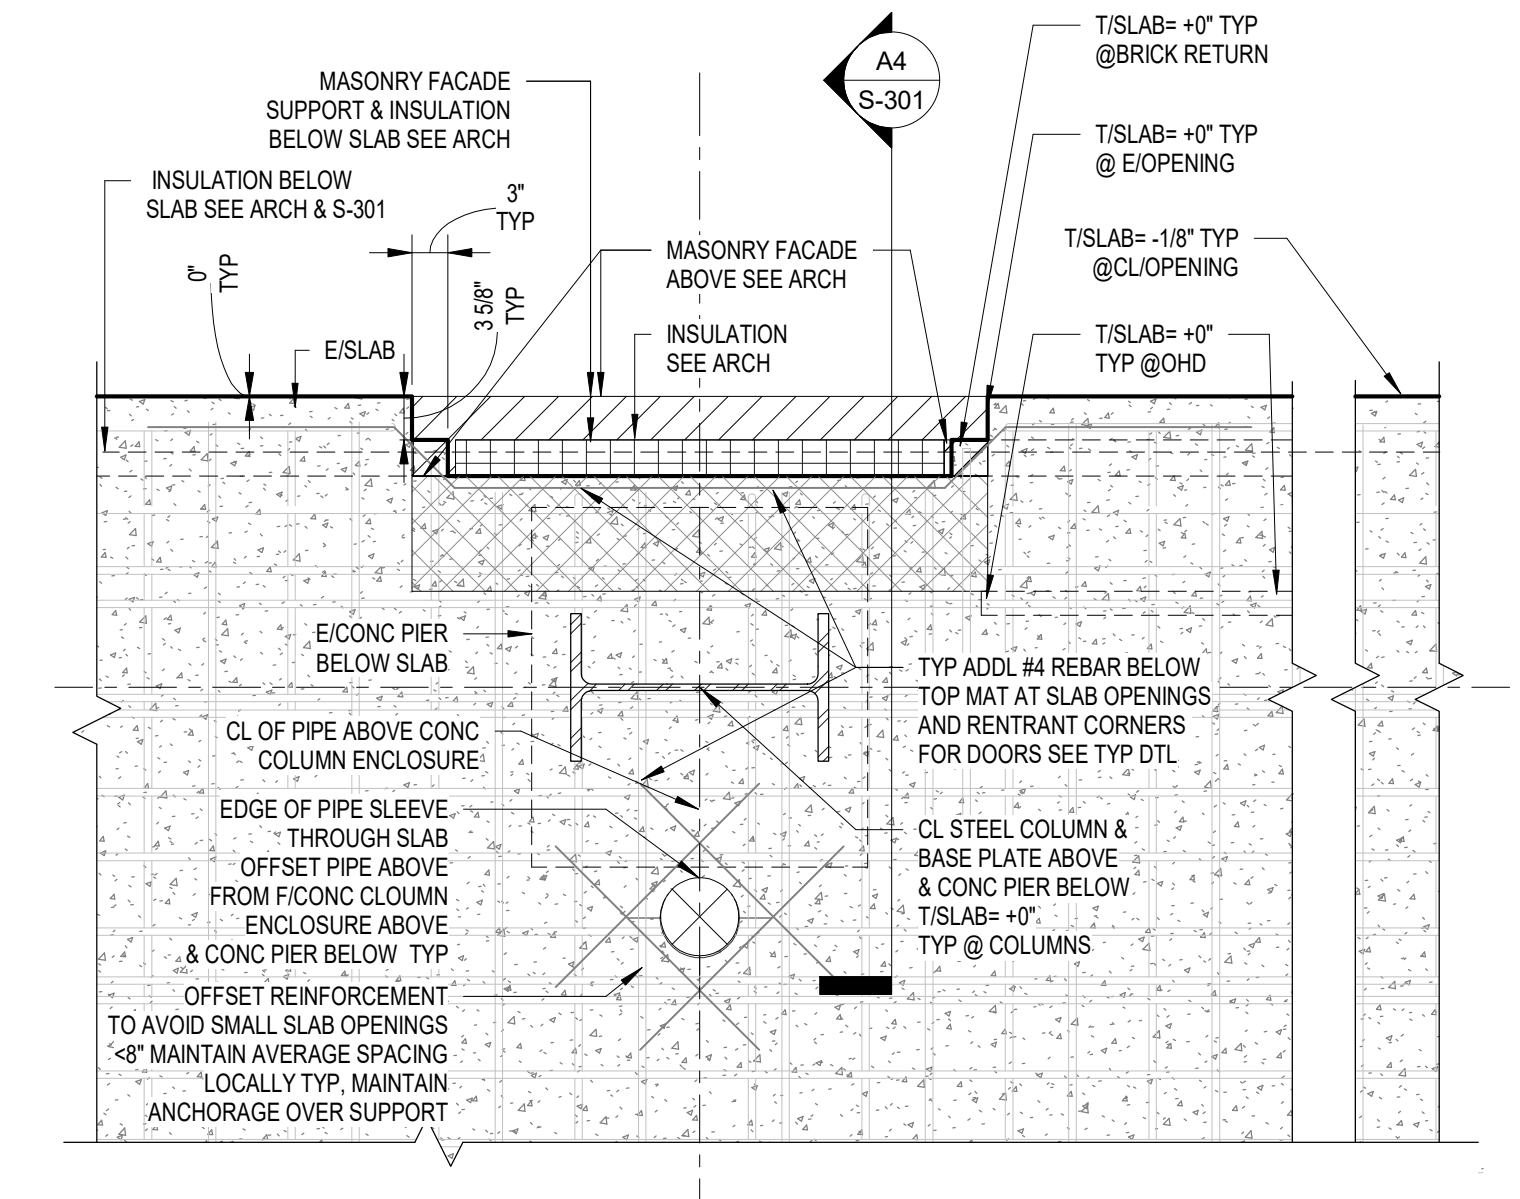 A4
S-301
T/SLAB= +0" TYP
@BRICK RETURN
MASONRY FACADE
SUPPORT & INSULATION
BELOW SLAB SEE ARCH
T/SLAB= +0" TYP
@ E/OPENING
INSULATION BELOW
SLAB SEE ARCH & S-301
3"
TYP
0"
TYP
3 5/8"
TYP
MASONRY FACADE
ABOVE SEE ARCH
T/SLAB= -1/8" TYP
@CL/OPENING
E/SLAB
INSULATION
SEE ARCH
T/SLAB= +0"
TYP @OHD
E/CONC PIER
BELOW SLAB
TYP ADDL #4 REBAR BELOW
TOP MAT AT SLAB OPENINGS
AND RENTRANT CORNERS
FOR DOORS SEE TYP DTL
CL OF PIPE ABOVE CONC
COLUMN ENCLOSURE
EDGE OF PIPE SLEEVE
THROUGH SLAB
OFFSET PIPE ABOVE
FROM F/CONC CLOUMN
ENCLOSURE ABOVE
& CONC PIER BELOW TYP
CL STEEL COLUMN &
BASE PLATE ABOVE
& CONC PIER BELOW
T/SLAB= +0"
TYP @ COLUMNS
OFFSET REINFORCEMENT
TO AVOID SMALL SLAB OPENINGS
<8" MAINTAIN AVERAGE SPACING
LOCALLY TYP, MAINTAIN
ANCHORAGE OVER SUPPORT